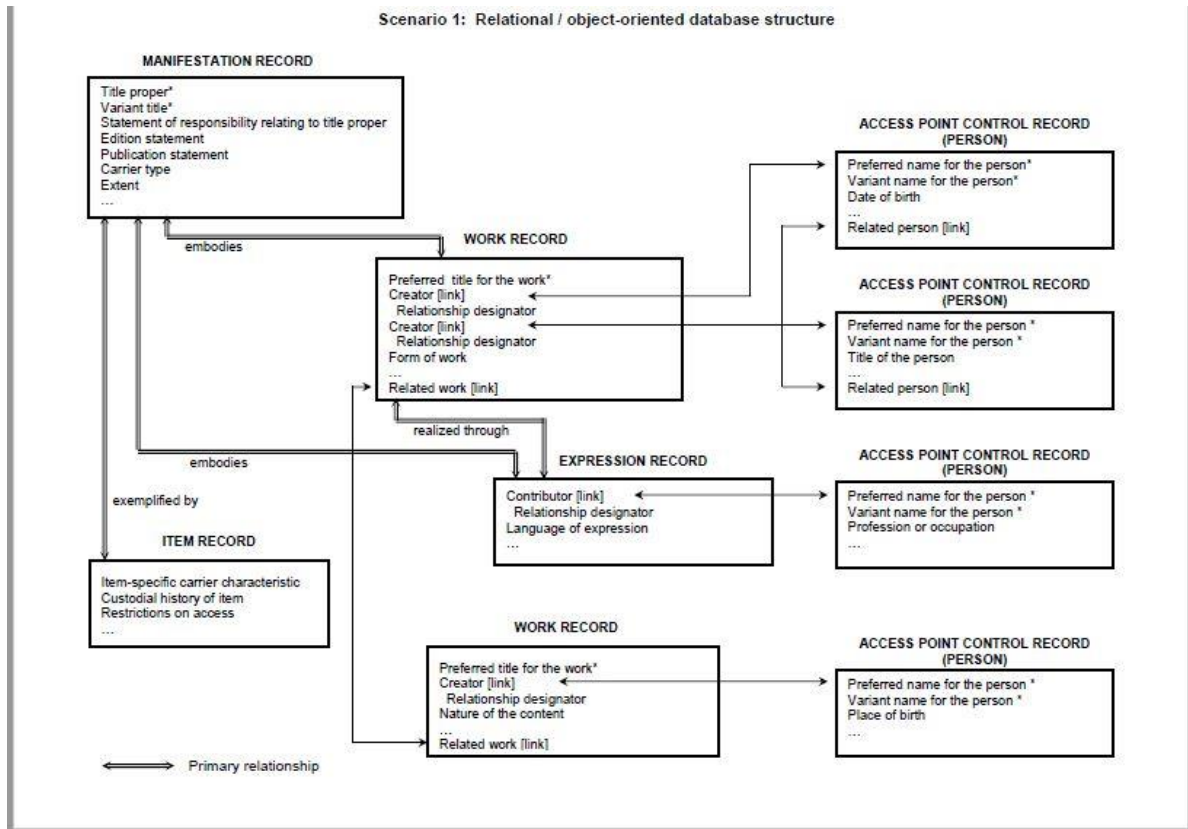 Scenario 1: Relational / object-oriented database structure
MANIFESTATION RECORD
Title proper*
Variant title*
Statement of responsibility relating to title proper
Edition statement
Publication statement
Carrier type
Extent
...
embodies
WORK RECORD
Preferred title for the work*
Creator [link]
Relationship designator
Creator [link]
Relationship designator
Form of work
...
Related work [link]
realized through
embodies
exemplified by
EXPRESSION RECORD
Contributor [link]
Relationship designator
Language of expression
...
ITEM RECORD
Item-specific carrier characteristic
Custodial history of item
Restrictions on access
...
WORK RECORD
Preferred title for the work*
Creator [link]
Relationship designator
Nature of the content
...
Related work [link]
Primary relationship
ACCESS POINT CONTROL RECORD
(PERSON)
Preferred name for the person*
Variant name for the person*
Date of birth
...
Related person [link]
ACCESS POINT CONTROL RECORD
(PERSON)
Preferred name for the person *
Variant name for the person *
Title of the person
...
Related person [link]
ACCESS POINT CONTROL RECORD
(PERSON)
Preferred name for the person *
Variant name for the person *
Profession or occupation
...
ACCESS POINT CONTROL RECORD
(PERSON)
Preferred name for the person *
Variant name for the person *
Place of birth
...